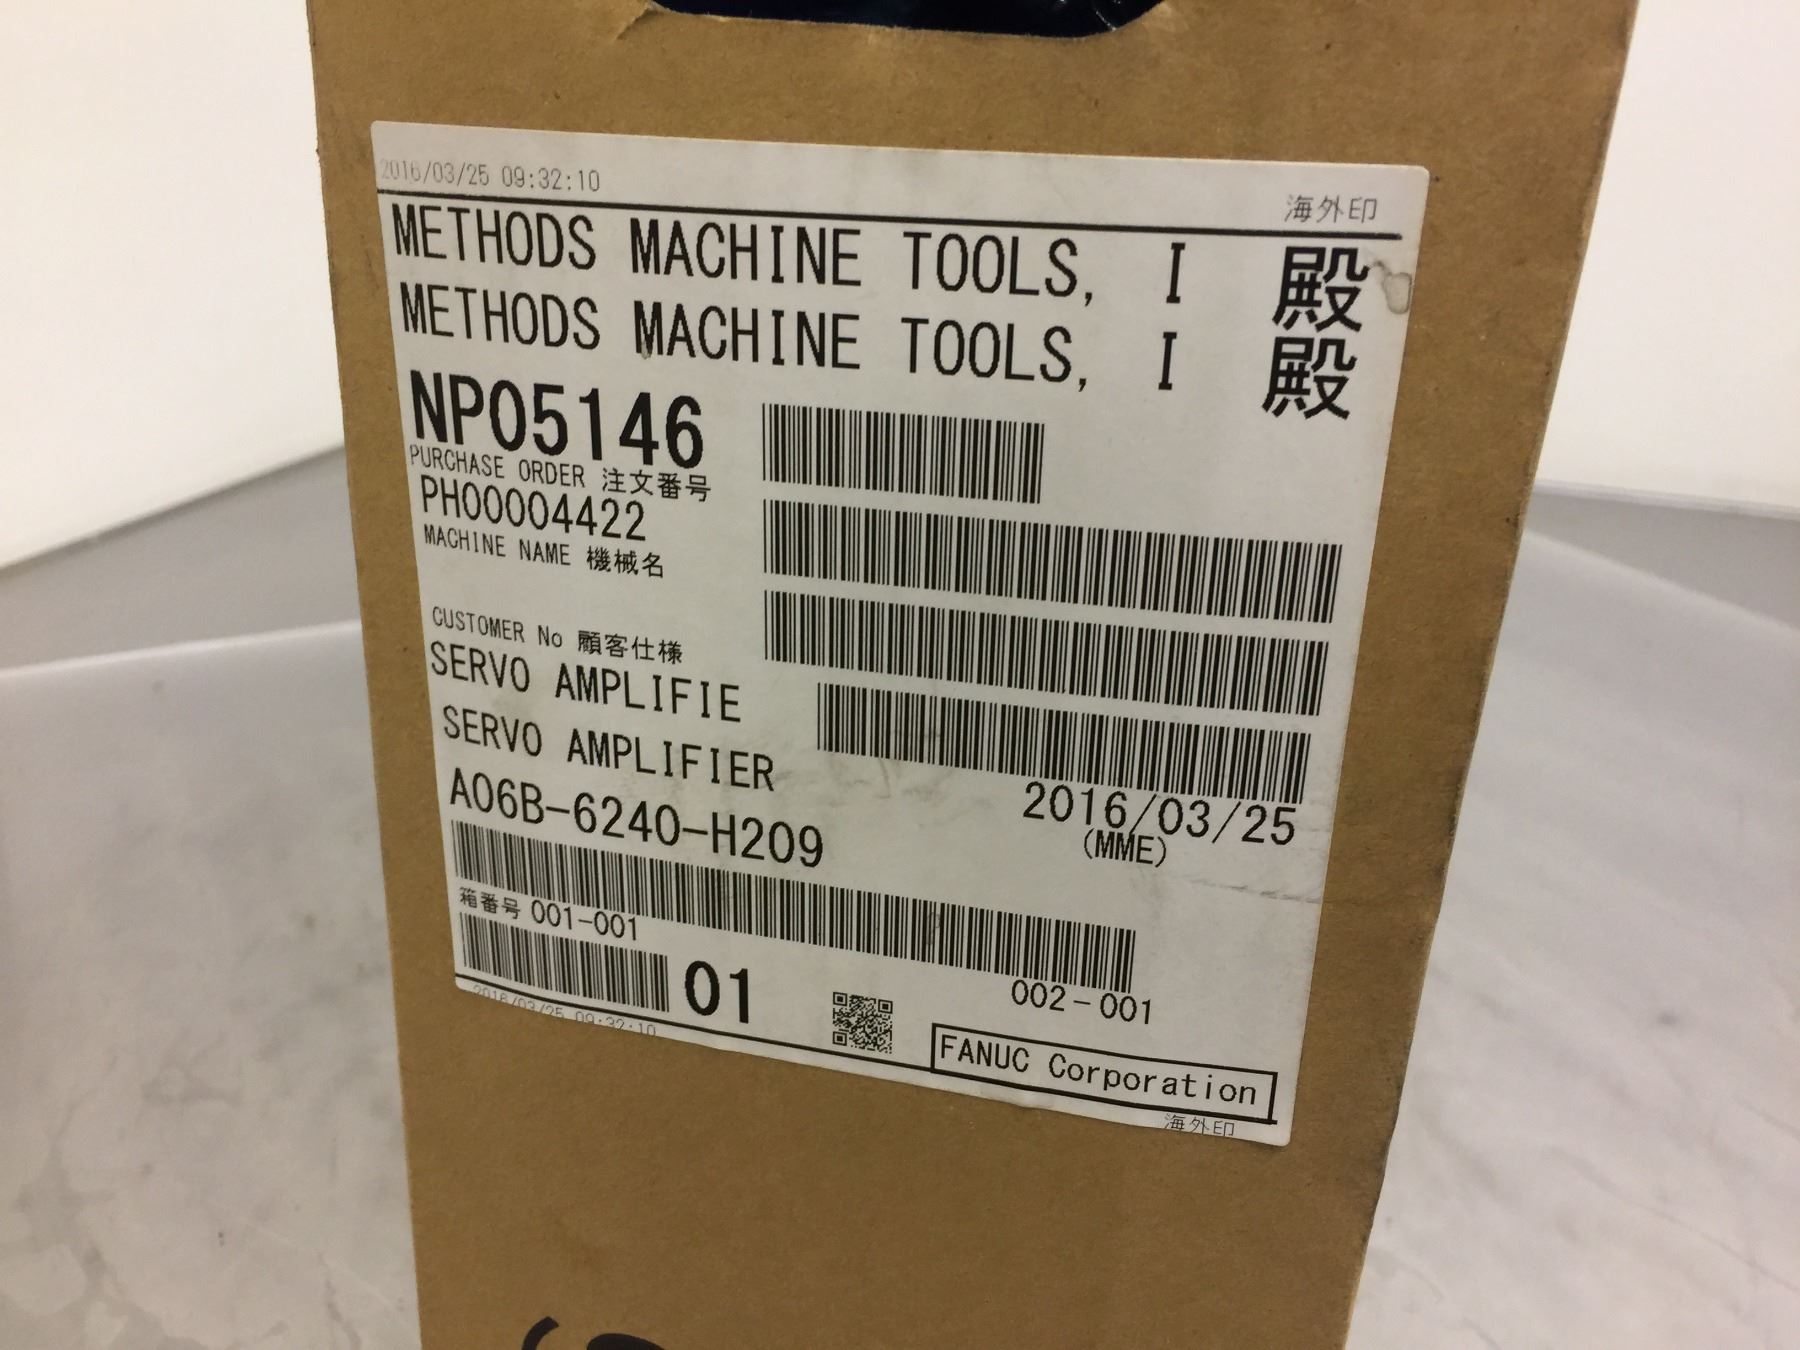 2016/03/25 09:32:10
海外印
METHODS MACHINE TOOLS, I 殿
METHODS MACHINE TOOLS, I 殿
NP05146
PURCHASE ORDER 注文番号
PH00004422
MACHINE NAME 機械名
CUSTOMER No 顧客仕様
SERVO AMPLIFIE
SERVO AMPLIFIER
A06B-6240-H209
2016/03/25
(MME)
箱番号 001-001
01
002-001
2016/03/25 09:32:10
FANUC Corporation
海外印